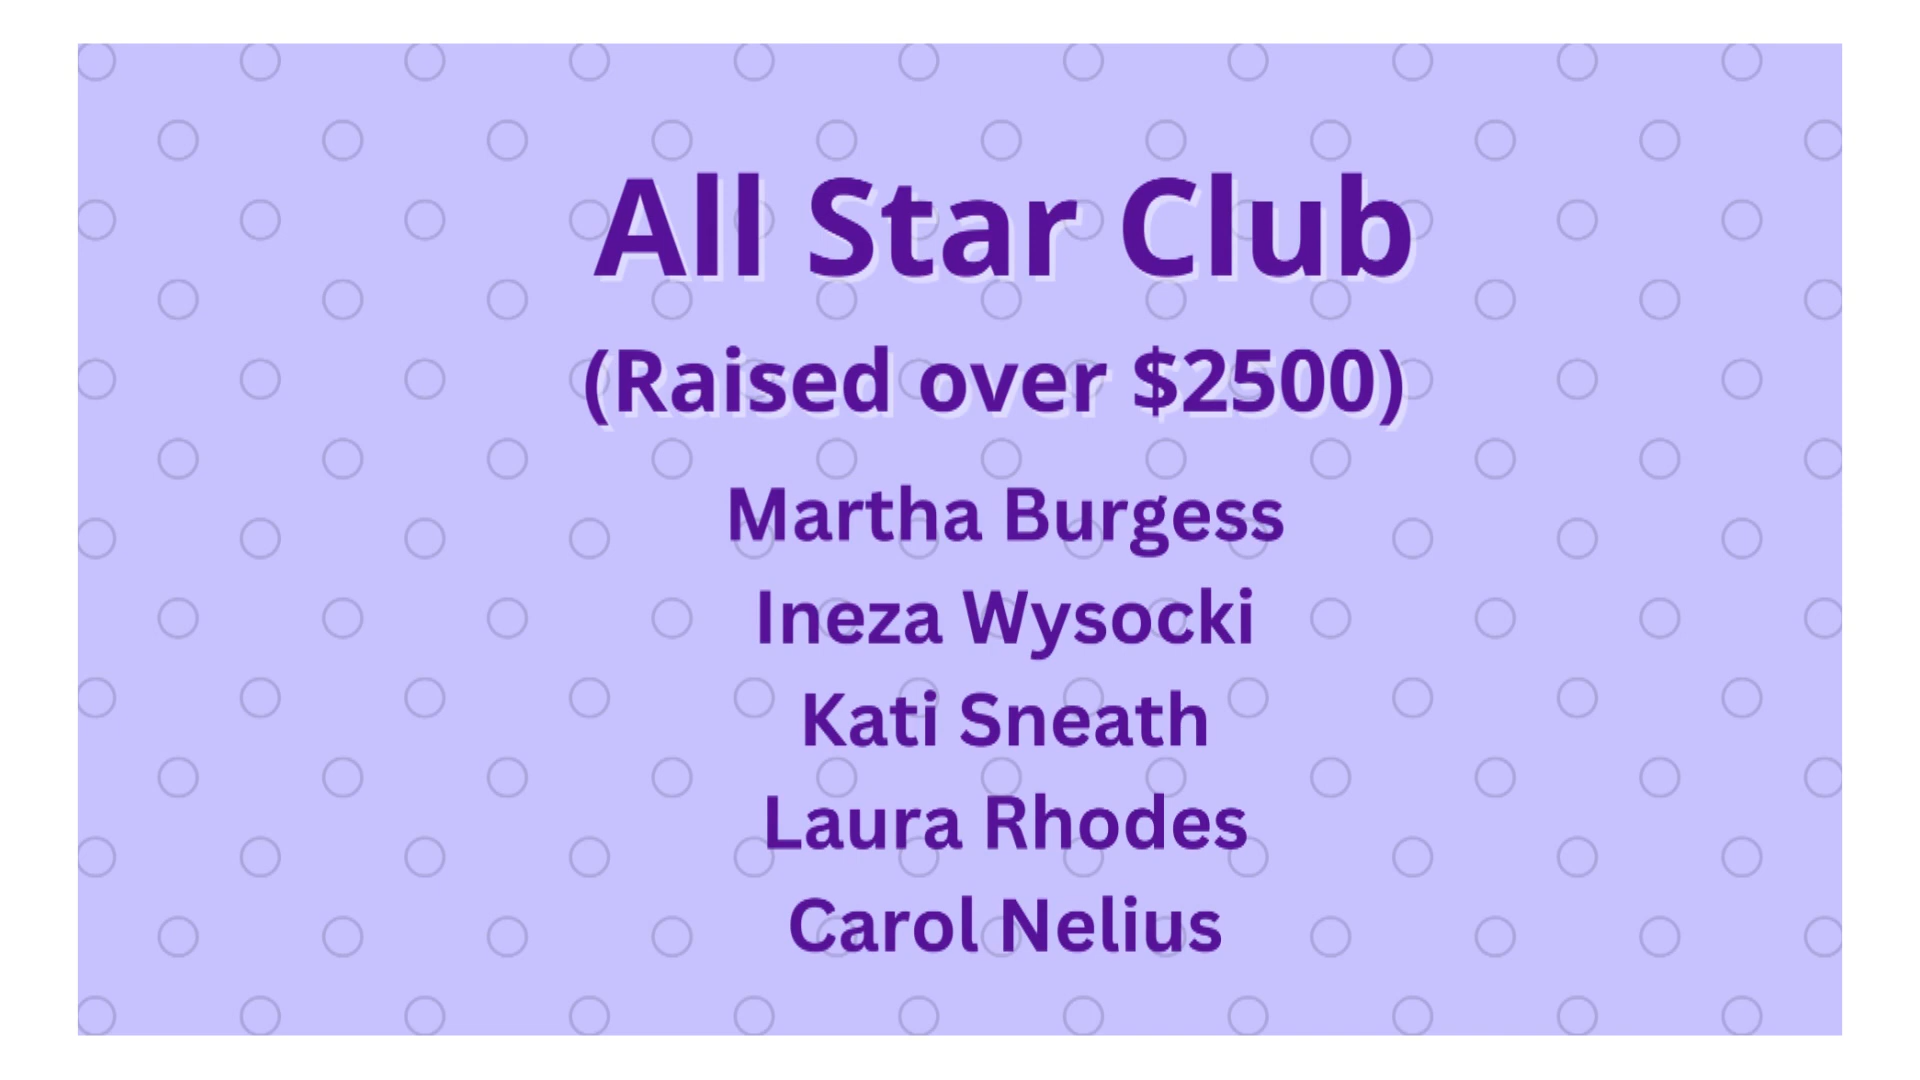 All Star Club
(Raised over $2500)
Martha Burgess
Ineza Wysocki
Kati Sneath
Laura Rhodes
Carol Nelius